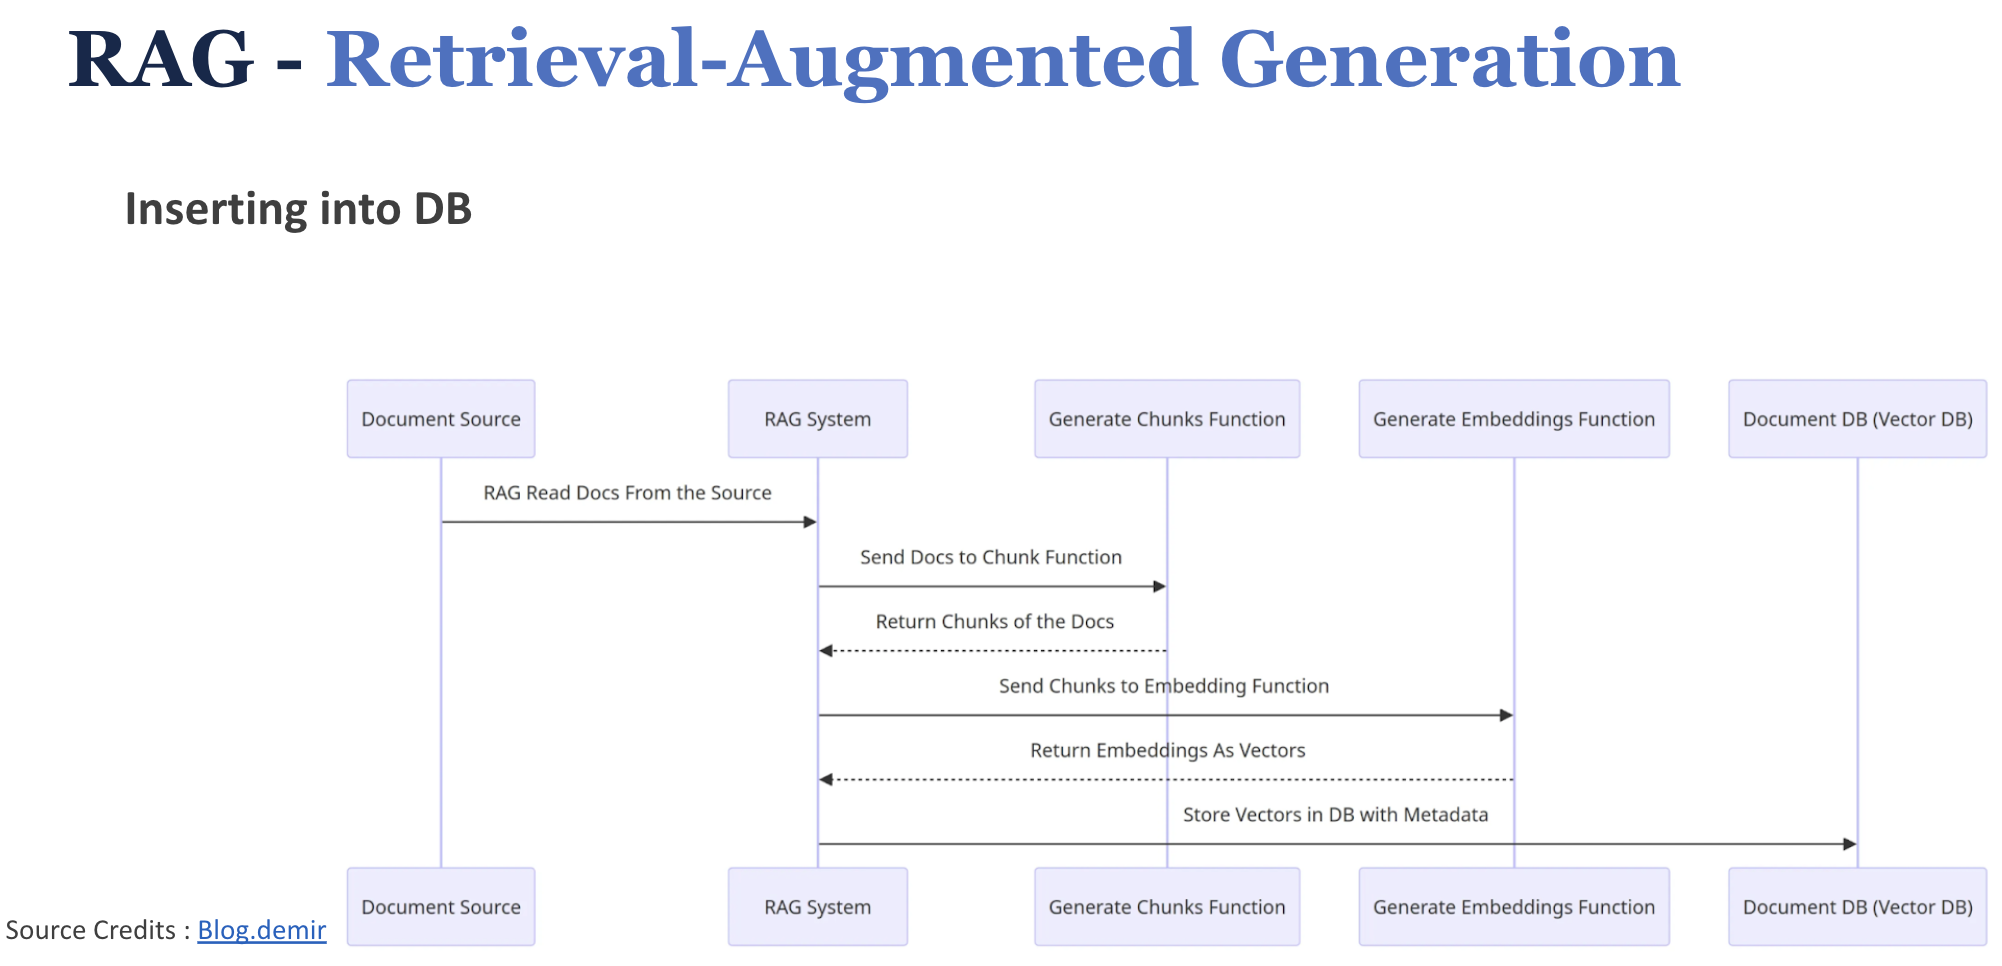 RAG - Retrieval-Augmented Generation
Inserting into DB
Document Source
RAG System
Generate Chunks Function
Generate Embeddings Function
Document DB (Vector DB)
RAG Read Docs From the Source
Send Docs to Chunk Function
Return Chunks of the Docs
Send Chunks to Embedding Function
Return Embeddings As Vectors
Store Vectors in DB with Metadata
Document Source
RAG System
Generate Chunks Function
Generate Embeddings Function
Document DB (Vector DB)
Source Credits : Blog.demir